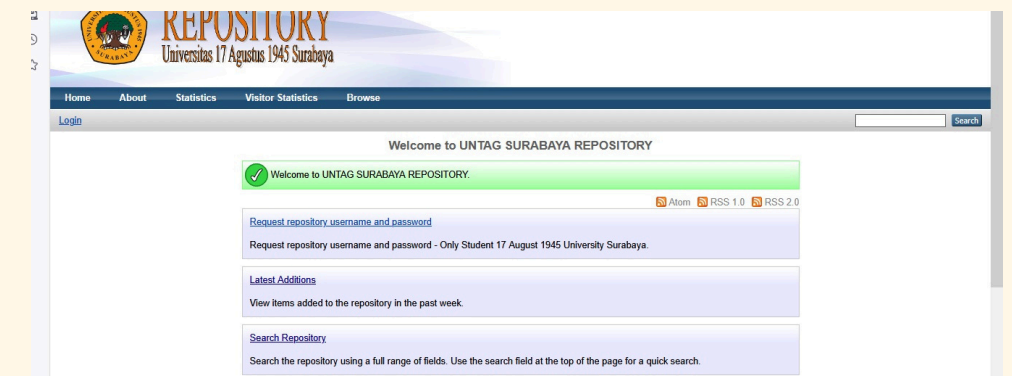 REPOSITORY
Universitas 17 Agustus 1945 Surabaya
Home About Statistics Visitor Statistics Browse
Login Search
Welcome to UNTAG SURABAYA REPOSITORY
Welcome to UNTAG SURABAYA REPOSITORY.
Atom RSS 1.0 RSS 2.0
Request repository username and password
Request repository username and password - Only Student 17 August 1945 University Surabaya.
Latest Additions
View items added to the repository in the past week.
Search Repository
Search the repository using a full range of fields. Use the search field at the top of the page for a quick search.